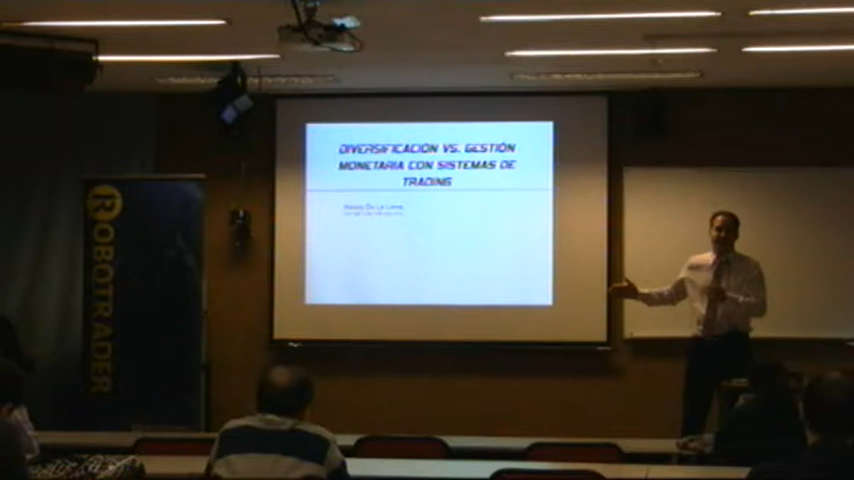 DIVERSIFICACIÓN VS. GESTIÓN
MONETARIA CON SISTEMAS DE
TRADING
ROBOTRADER